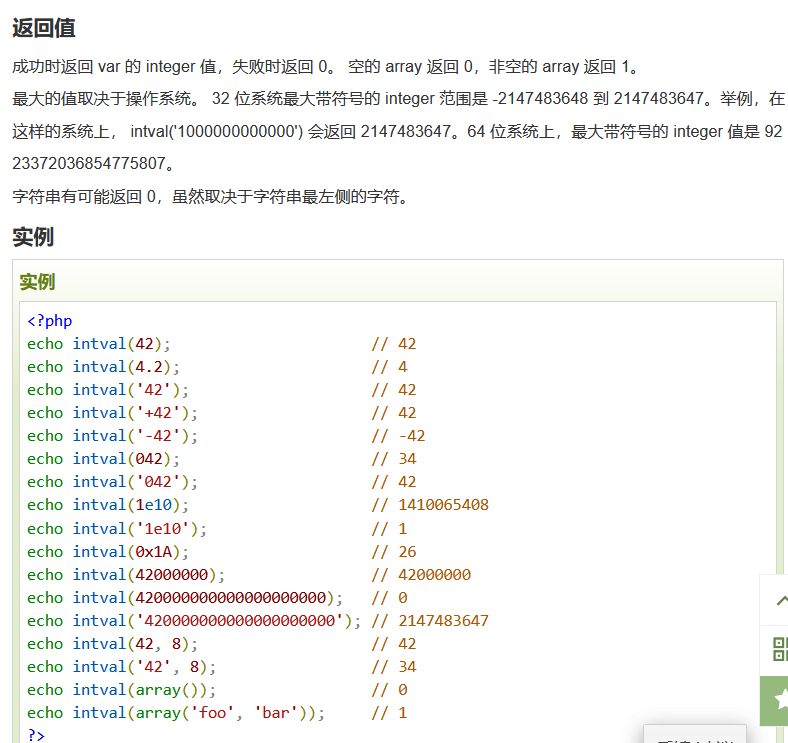 返回值
成功时返回 var 的 integer 值，失败时返回 0。 空的 array 返回 0，非空的 array 返回 1。
最大的值取决于操作系统。 32 位系统最大带符号的 integer 范围是 -2147483648 到 2147483647。举例，在
这样的系统上， intval('1000000000000') 会返回 2147483647。64 位系统上，最大带符号的 integer 值是 92
23372036854775807。
字符串有可能返回 0，虽然取决于字符串最左侧的字符。
实例
实例
<?php
echo intval(42);                      // 42
echo intval(4.2);                     // 4
echo intval('42');                    // 42
echo intval('+42');                   // 42
echo intval('-42');                   // -42
echo intval(042);                     // 34
echo intval('042');                   // 42
echo intval(1e10);                    // 1410065408
echo intval('1e10');                  // 1
echo intval(0x1A);                    // 26
echo intval(42000000);                // 42000000
echo intval(420000000000000000000);   // 0
echo intval('420000000000000000000'); // 2147483647
echo intval(42, 8);                   // 42
echo intval('42', 8);                 // 34
echo intval(array());                 // 0
echo intval(array('foo', 'bar'));     // 1
?>